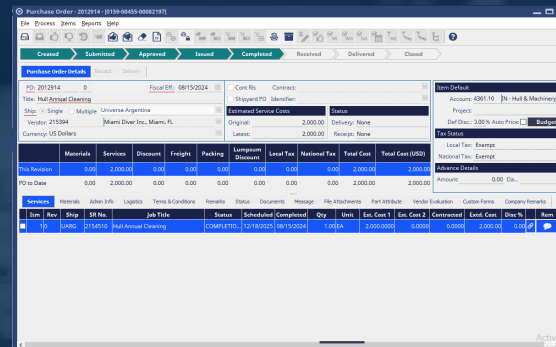 Purchase Order - 2012914 - [0159-00455-00082197]
File Process Items Reports Help
Created Submitted Approved Issued Completed Received Delivered Closed
Purchase Order Details Receipt Delivery
PO: 2012914 0 Fiscal Eff.: 08/15/2024
Title: Hull Annual Cleaning
Ship: Single Multiple Universe Argentina
Vendor: 215394 Miami Diver Inc., Miami, FL
Currency: US Dollars
Cont Rls Contract:
Shipyard PO Identifier:
Estimated Service Costs Status
Original: 2,000.00 Delivery: None
Latest: 2,000.00 Receipt: None
Item Default
Account: 4361.10 IN - Hull & Machinery
Project:
Def Disc.: 3.00 % Auto Price: Budget
Tax Status
Local Tax: Exempt
National Tax: Exempt
Advance Details
Amount: 0.00 Da...
Materials Services Discount Freight Packing Lumpsum Discount Local Tax National Tax Total Cost Total Cost (USD)
This Revision 0.00 2,000.00 0.00 0.00 0.00 0.00 0.00 0.00 2,000.00 2,000.00
PO to Date 0.00 2,000.00 0.00 0.00 0.00 0.00 0.00 0.00 2,000.00 2,000.00
Services Materials Admin Info Logistics Terms & Conditions Remarks Status Documents Message File Attachments Part Attribute Vendor Evaluation Custom Forms Company Remarks
Itm Rev Ship SR No. Job Title Status Scheduled Completed Qty Unit Est. Cost 1 Est. Cost 2 Contracted Extd. Cost Disc % Rem
1 0 UARG 2154510 Hull Annual Cleaning COMPLETIO... 12/18/2025 08/15/2024 1.00 EA 2,000.0000 0.0000 0.0000 2,000.00 0.00
Activ